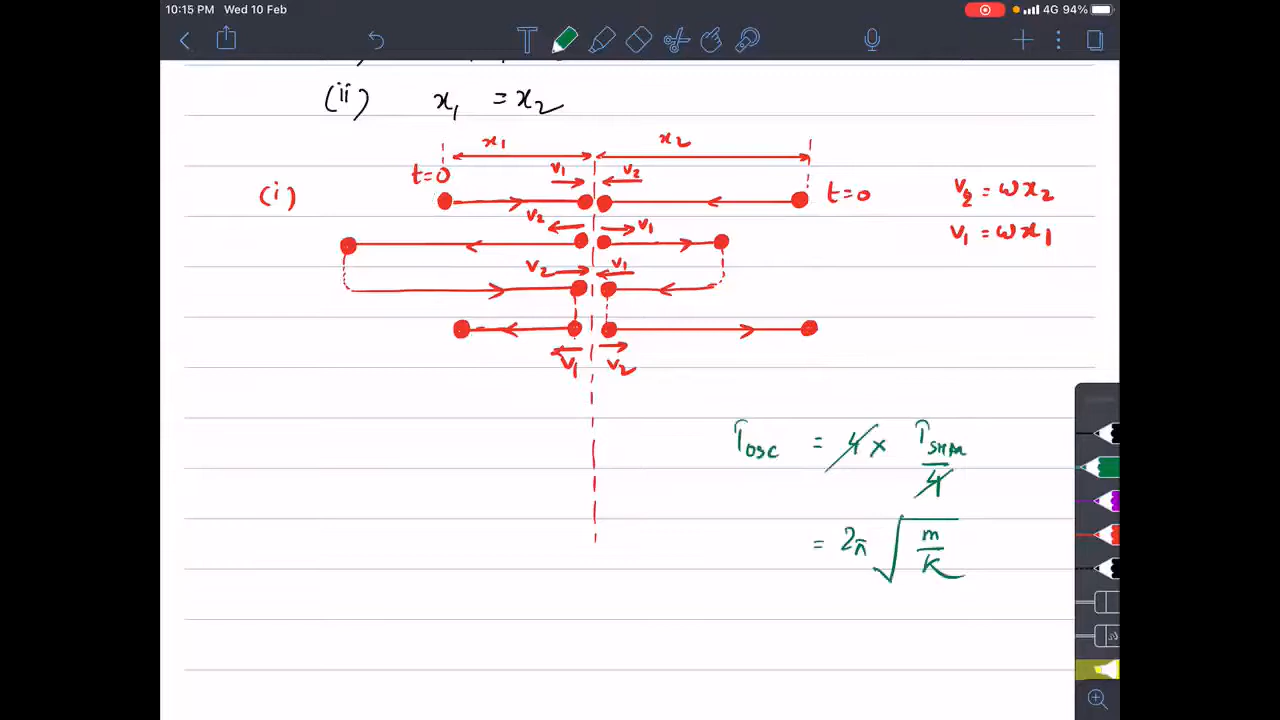 10:15 PM Wed 10 Feb 4G 94%
(ii) x₁ = x₂
x₁ x₂
t=0 v₁ v₂ t=0
(i)
v₂ = ωx₂
v₂ v₁
v₁ = ωx₁
v₂ v₁
v₁ v₂
Tosc = 4 × TSHM/4
= 2π √(m/K)